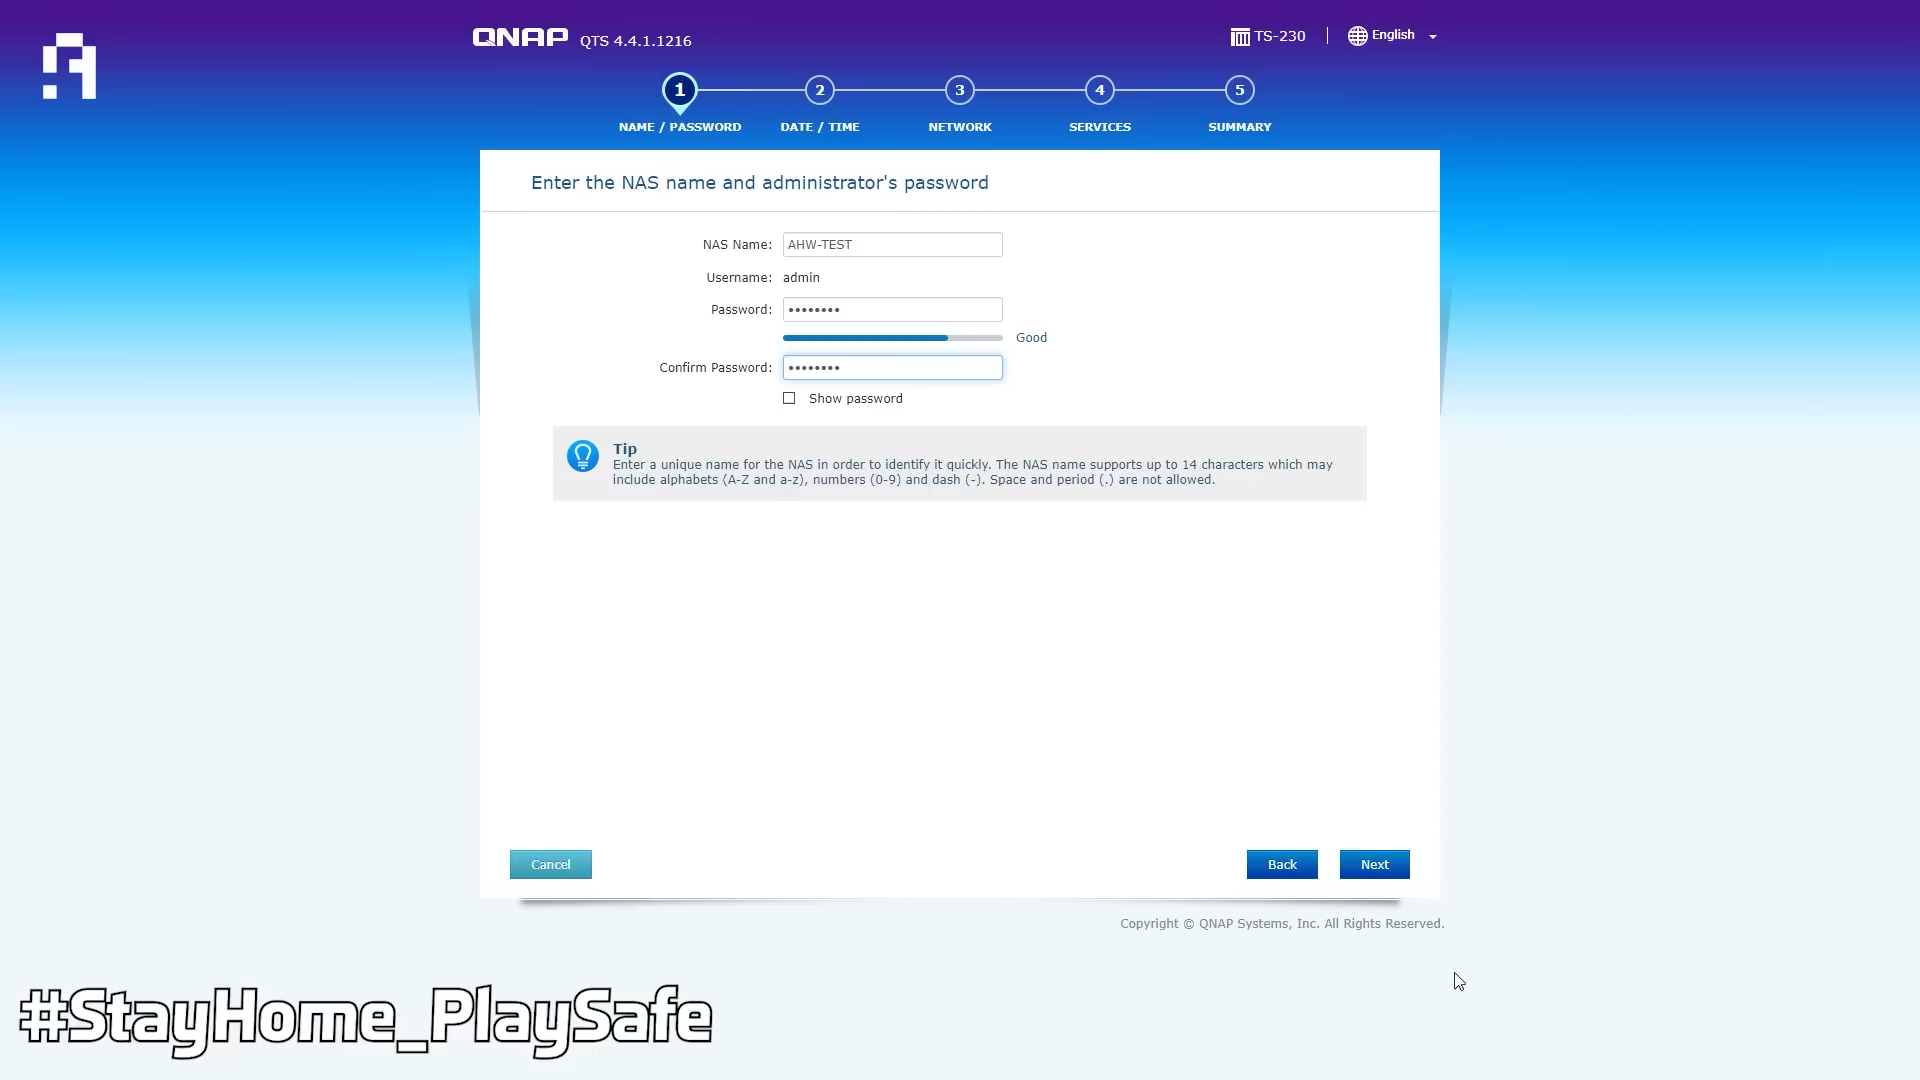 QNAP QTS 4.4.1.1216
TS-230 | English
1 2 3 4 5
NAME / PASSWORD DATE / TIME NETWORK SERVICES SUMMARY
Enter the NAS name and administrator's password
NAS Name: AHW-TEST
Username: admin
Password: ••••••••
Good
Confirm Password: ••••••••
Show password
Tip
Enter a unique name for the NAS in order to identify it quickly. The NAS name supports up to 14 characters which may
include alphabets (A-Z and a-z), numbers (0-9) and dash (-). Space and period (.) are not allowed.
Cancel Back Next
Copyright © QNAP Systems, Inc. All Rights Reserved.
#StayHome_PlaySafe